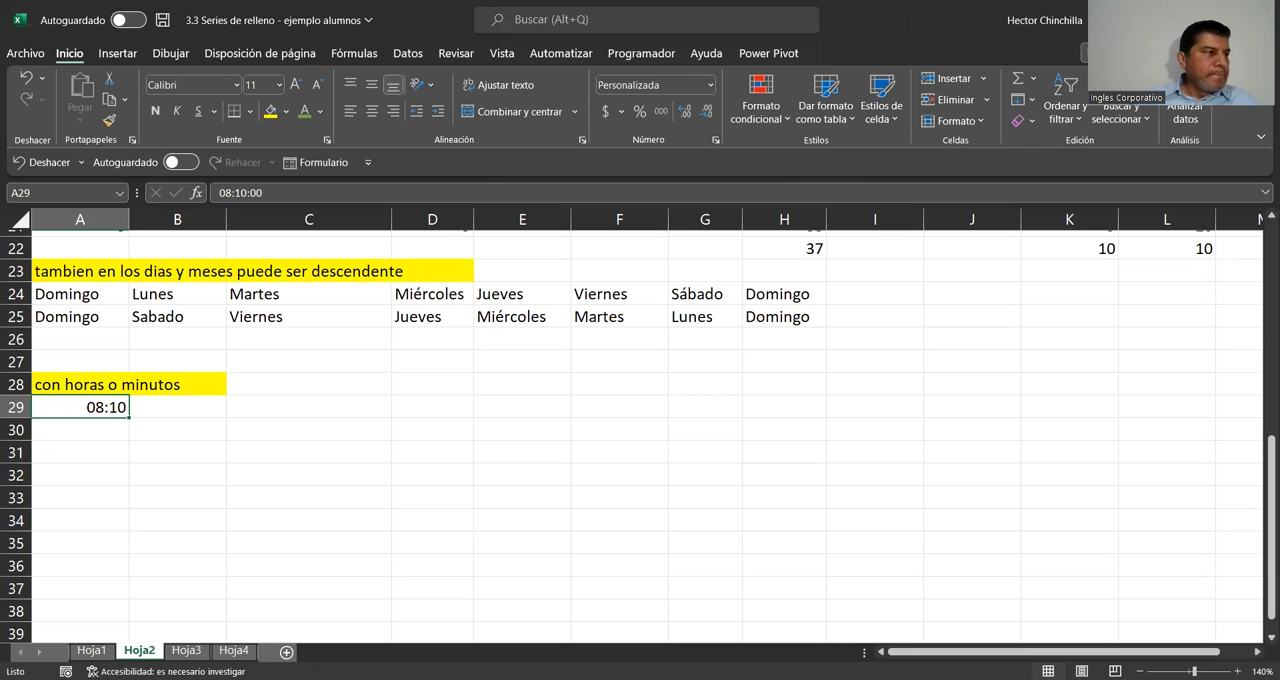 Autoguardado
3.3 Series de relleno - ejemplo alumnos
Buscar (Alt+Q)
Hector Chinchilla
Archivo Inicio Insertar Dibujar Disposición de página Fórmulas Datos Revisar Vista Automatizar Programador Ayuda Power Pivot
Pegar
Calibri 11
N K S
Ajustar texto
Combinar y centrar
Personalizada
$ % 000
Formato condicional
Dar formato como tabla
Estilos de celda
Insertar
Eliminar
Formato
Ordenar y filtrar
Buscar y seleccionar
Analizar datos
Ingles Corporativo
Deshacer Portapapeles Fuente Alineación Número Estilos Celdas Edición Análisis
Deshacer Autoguardado Rehacer Formulario
A29 fx 08:10:00
A B C D E F G H I J K L
22 37 10 10
23 tambien en los dias y meses puede ser descendente
24 Domingo Lunes Martes Miércoles Jueves Viernes Sábado Domingo
25 Domingo Sabado Viernes Jueves Miércoles Martes Lunes Domingo
26
27
28 con horas o minutos
29 08:10
30
31
32
33
34
35
36
37
38
39
Hoja1 Hoja2 Hoja3 Hoja4
Listo Accesibilidad: es necesario investigar 140%